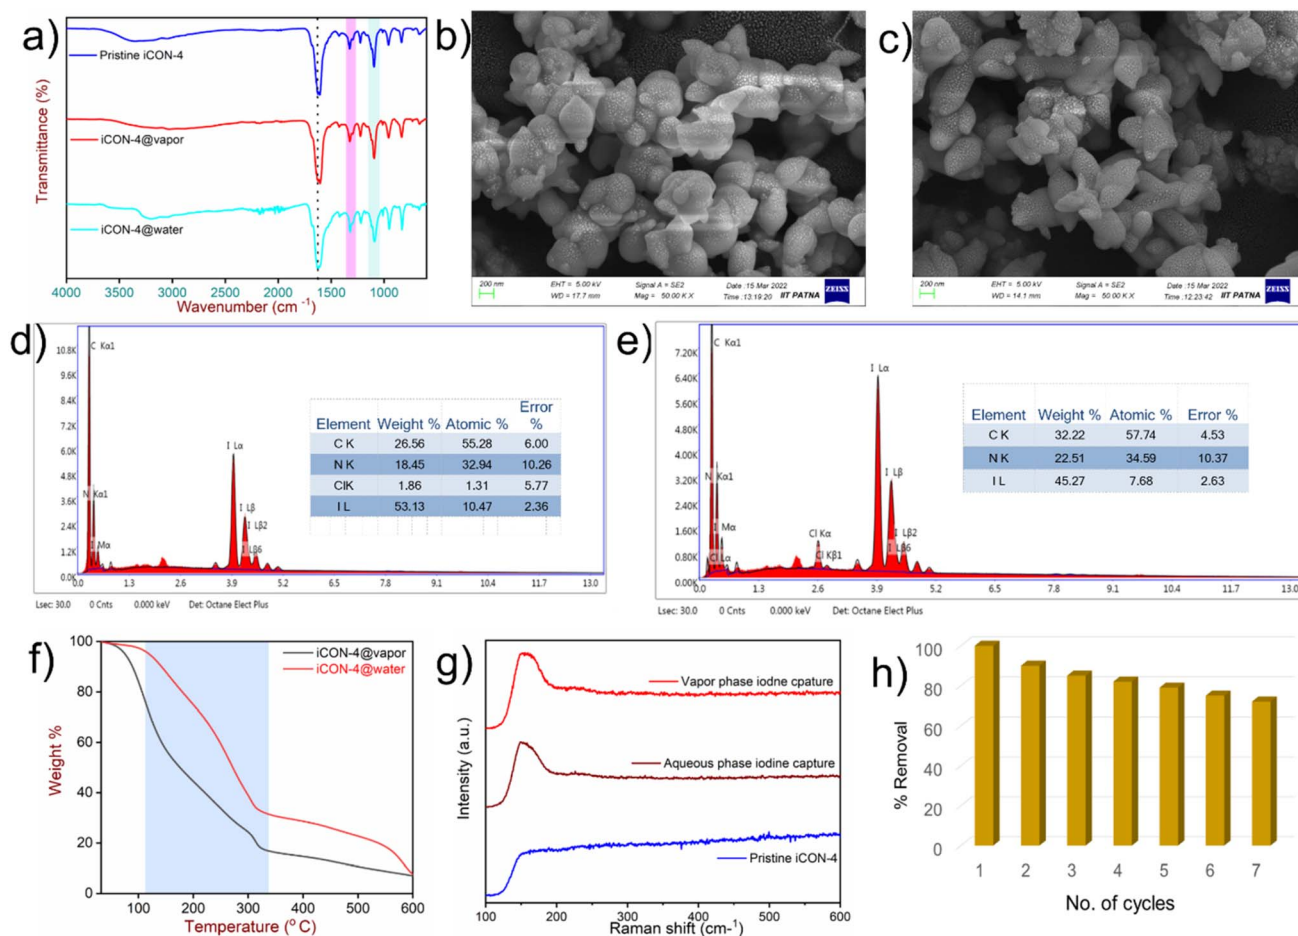 a)
Pristine iCON-4
iCON-4@vapor
iCON-4@water
Transmittance (%)
4000 3500 3000 2500 2000 1500 1000
Wavenumber (cm -1)
b)
200 nm
EHT = 5.00 kV
WD = 17.7 mm
Signal A = SE2
Mag = 50.00 K X
Date :15 Mar 2022
Time :13:19:20
IIT PATNA
ZEISS
c)
200 nm
EHT = 5.00 kV
WD = 14.1 mm
Signal A = SE2
Mag = 50.00 K X
Date :15 Mar 2022
Time :12:23:42
IIT PATNA
ZEISS
d)
10.8K
9.6K
8.4K
7.2K
6.0K
4.8K
3.6K
2.4K
1.2K
0.0K
C Kα1
N Kα1
I Mα
I Lα
I Lβ
I Lβ2
I Lβ6
0.0 1.3 2.6 3.9 5.2 6.5 7.8 9.1 10.4 11.7 13.0
Lsec: 30.0 0 Cnts 0.000 keV Det: Octane Elect Plus
Element Weight % Atomic % Error %
C K 26.56 55.28 6.00
N K 18.45 32.94 10.26
ClK 1.86 1.31 5.77
I L 53.13 10.47 2.36
e)
7.20K
6.40K
5.60K
4.80K
4.00K
3.20K
2.40K
1.60K
0.80K
0.00K
C Kα1
N Kα1
I Mα
Cl Lα
Cl Kα
Cl Kβ1
I Lα
I Lβ
I Lβ2
I Lβ6
0.0 1.3 2.6 3.9 5.2 6.5 7.8 9.1 10.4 11.7 13.0
Lsec: 30.0 0 Cnts 0.000 keV Det: Octane Elect Plus
Element Weight % Atomic % Error %
C K 32.22 57.74 4.53
N K 22.51 34.59 10.37
I L 45.27 7.68 2.63
f)
iCON-4@vapor
iCON-4@water
Weight %
100
80
60
40
20
0
100 200 300 400 500 600
Temperature (° C)
g)
Vapor phase iodne cpature
Aqueous phase iodine capture
Pristine iCON-4
Intensity (a.u.)
100 200 300 400 500 600
Raman shift (cm-1)
h)
% Removal
100
80
60
40
20
0
1 2 3 4 5 6 7
No. of cycles